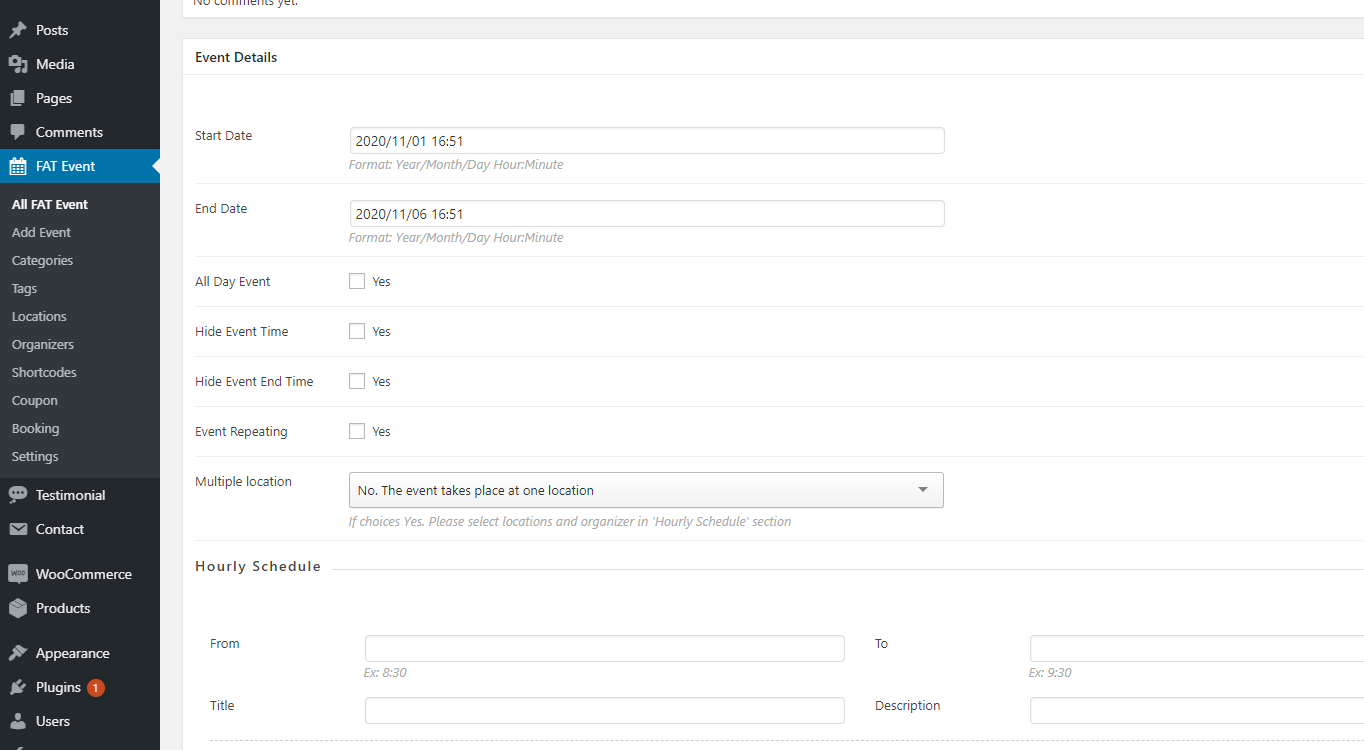 No comments yet.
Posts
Media
Pages
Comments
FAT Event
All FAT Event
Add Event
Categories
Tags
Locations
Organizers
Shortcodes
Coupon
Booking
Settings
Testimonial
Contact
WOO WooCommerce
Products
Appearance
Plugins 1
Users
Event Details
Start Date 2020/11/01 16:51
Format: Year/Month/Day Hour:Minute
End Date 2020/11/06 16:51
Format: Year/Month/Day Hour:Minute
All Day Event Yes
Hide Event Time Yes
Hide Event End Time Yes
Event Repeating Yes
Multiple location No. The event takes place at one location
If choices Yes. Please select locations and organizer in 'Hourly Schedule' section
Hourly Schedule
From To
Ex: 8:30 Ex: 9:30
Title Description